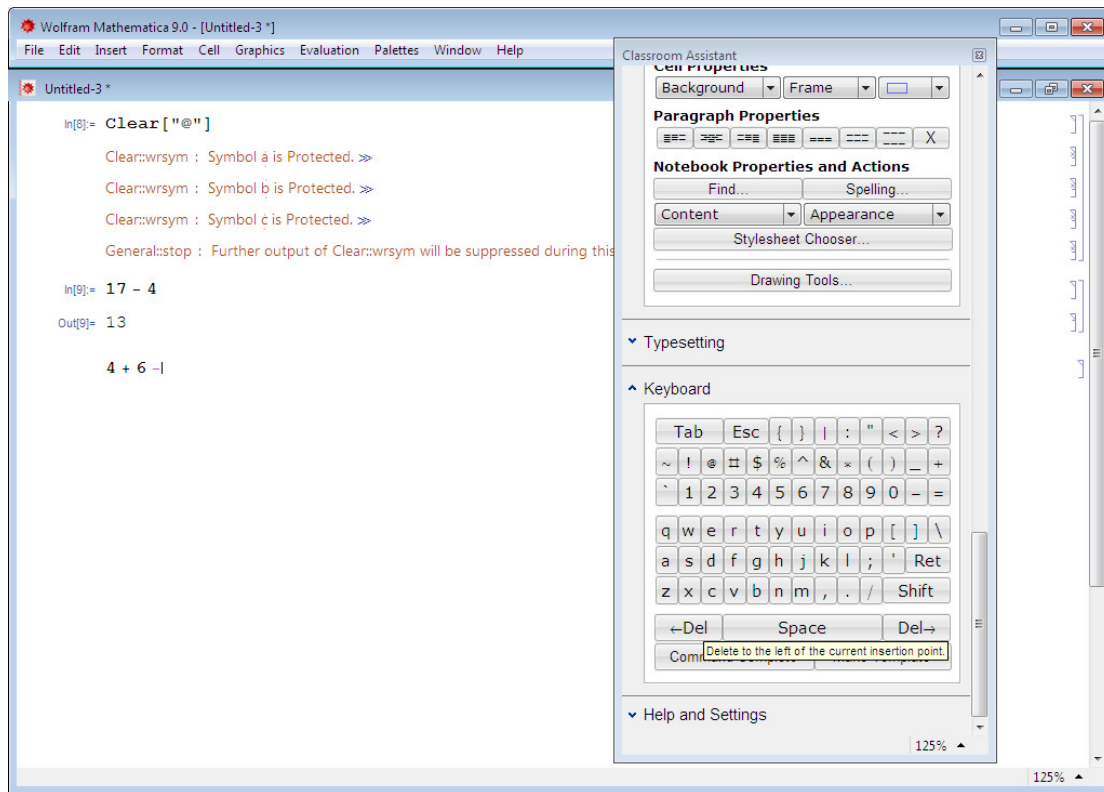 Wolfram Mathematica 9.0 - [Untitled-3 *]
File Edit Insert Format Cell Graphics Evaluation Palettes Window Help
Untitled-3 *
In[8]:= Clear["@"]
Clear::wrsym : Symbol a is Protected. ≫
Clear::wrsym : Symbol b is Protected. ≫
Clear::wrsym : Symbol c is Protected. ≫
General::stop : Further output of Clear::wrsym will be suppressed during this
In[9]:= 17 - 4
Out[9]= 13
4 + 6 -
Classroom Assistant
Cell Properties
Background Frame
Paragraph Properties
X
Notebook Properties and Actions
Find... Spelling...
Content Appearance
Stylesheet Chooser...
Drawing Tools...
Typesetting
Keyboard
Tab Esc { } | : " < > ?
~ ! @ # $ % ^ & * ( ) _ +
` 1 2 3 4 5 6 7 8 9 0 - =
q w e r t y u i o p [ ] \
a s d f g h j k l ; ' Ret
z x c v b n m , . / Shift
←Del Space Del→
Delete to the left of the current insertion point.
Help and Settings
125%
125%